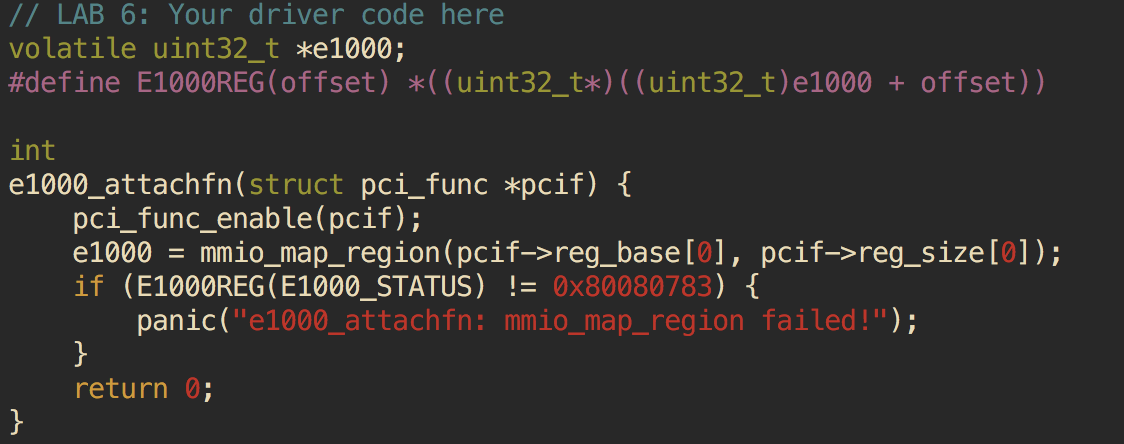 // LAB 6: Your driver code here
volatile uint32_t *e1000;
#define E1000REG(offset) *((uint32_t*)((uint32_t)e1000 + offset))

int
e1000_attachfn(struct pci_func *pcif) {
    pci_func_enable(pcif);
    e1000 = mmio_map_region(pcif->reg_base[0], pcif->reg_size[0]);
    if (E1000REG(E1000_STATUS) != 0x80080783) {
        panic("e1000_attachfn: mmio_map_region failed!");
    }
    return 0;
}